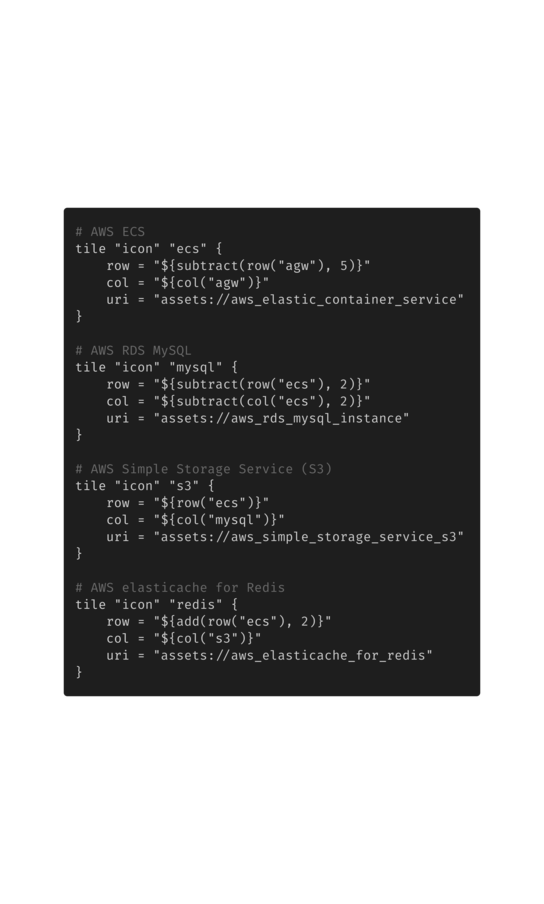 # AWS ECS
tile "icon" "ecs" {
    row = "${subtract(row("agw"), 5)}"
    col = "${col("agw")}"
    uri = "assets://aws_elastic_container_service"
}

# AWS RDS MySQL
tile "icon" "mysql" {
    row = "${subtract(row("ecs"), 2)}"
    col = "${subtract(col("ecs"), 2)}"
    uri = "assets://aws_rds_mysql_instance"
}

# AWS Simple Storage Service (S3)
tile "icon" "s3" {
    row = "${row("ecs")}"
    col = "${col("mysql")}"
    uri = "assets://aws_simple_storage_service_s3"
}

# AWS elasticache for Redis
tile "icon" "redis" {
    row = "${add(row("ecs"), 2)}"
    col = "${col("s3")}"
    uri = "assets://aws_elasticache_for_redis"
}